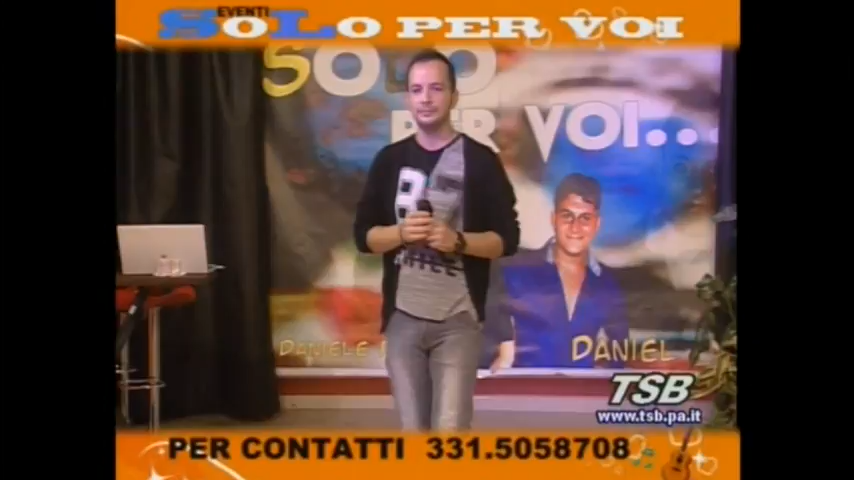 EVENTI
SOLO PER VOI
SOLO
PER VOI...
DANIELE
DANIEL
TSB
www.tsb.pa.it
PER CONTATTI 331.5058708